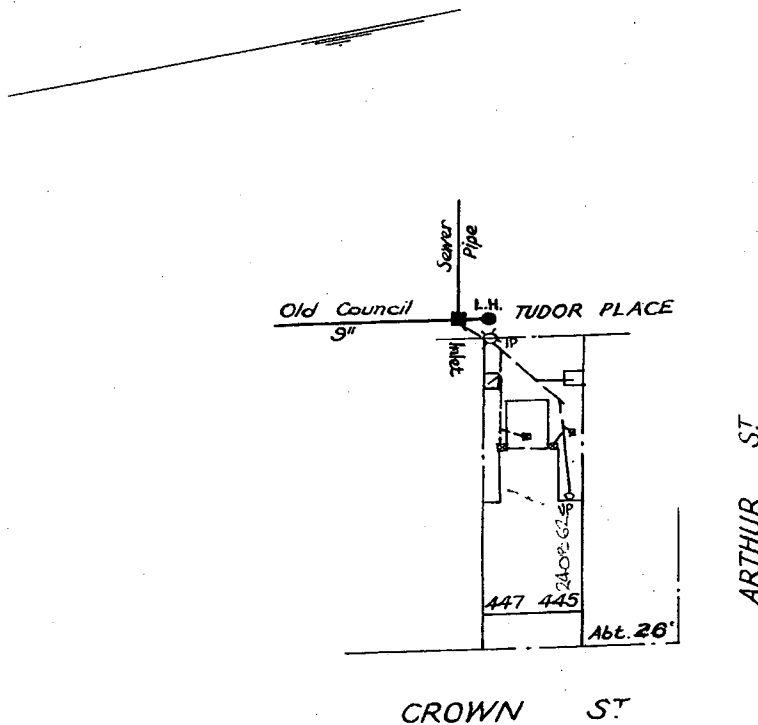 Sewer
Pipe
L.H.
Old Council
TUDOR PLACE
9"
Inlet
IP
ARTHUR ST
VP
447 445
Abt. 26'
CROWN ST